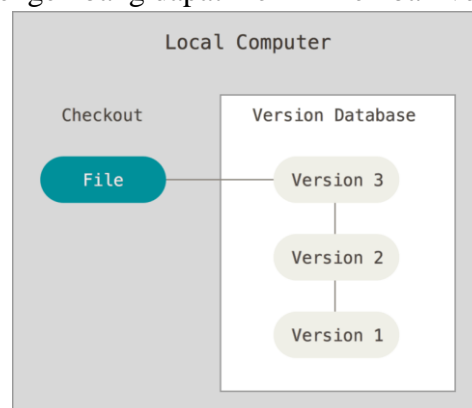 Local Computer
Checkout
Version Database
File
Version 3
Version 2
Version 1